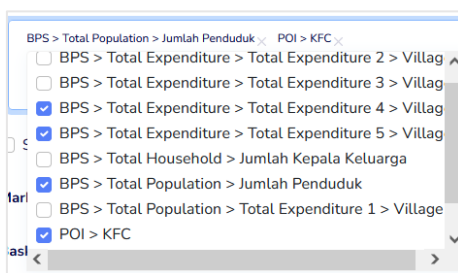 BPS > Total Population > Jumlah Penduduk × POI > KFC ×
BPS > Total Expenditure > Total Expenditure 2 > Villag
BPS > Total Expenditure > Total Expenditure 3 > Villag
BPS > Total Expenditure > Total Expenditure 4 > Villag
BPS > Total Expenditure > Total Expenditure 5 > Villag
BPS > Total Household > Jumlah Kepala Keluarga
BPS > Total Population > Jumlah Penduduk
BPS > Total Population > Total Expenditure 1 > Village
POI > KFC